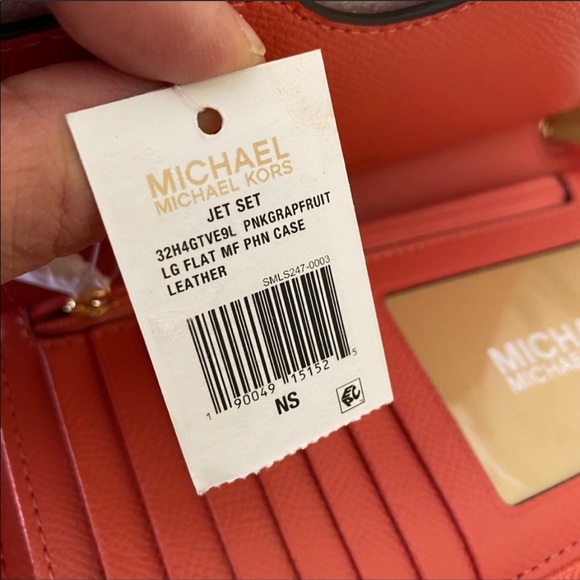 MICHAEL
MICHAEL KORS
JET SET
32H4GTVE9L PNKGRAPFRUIT
LG FLAT MF PHN CASE
LEATHER
SMLS247-0003
1 90049 15152 5
NS
MICH
MICHAEL